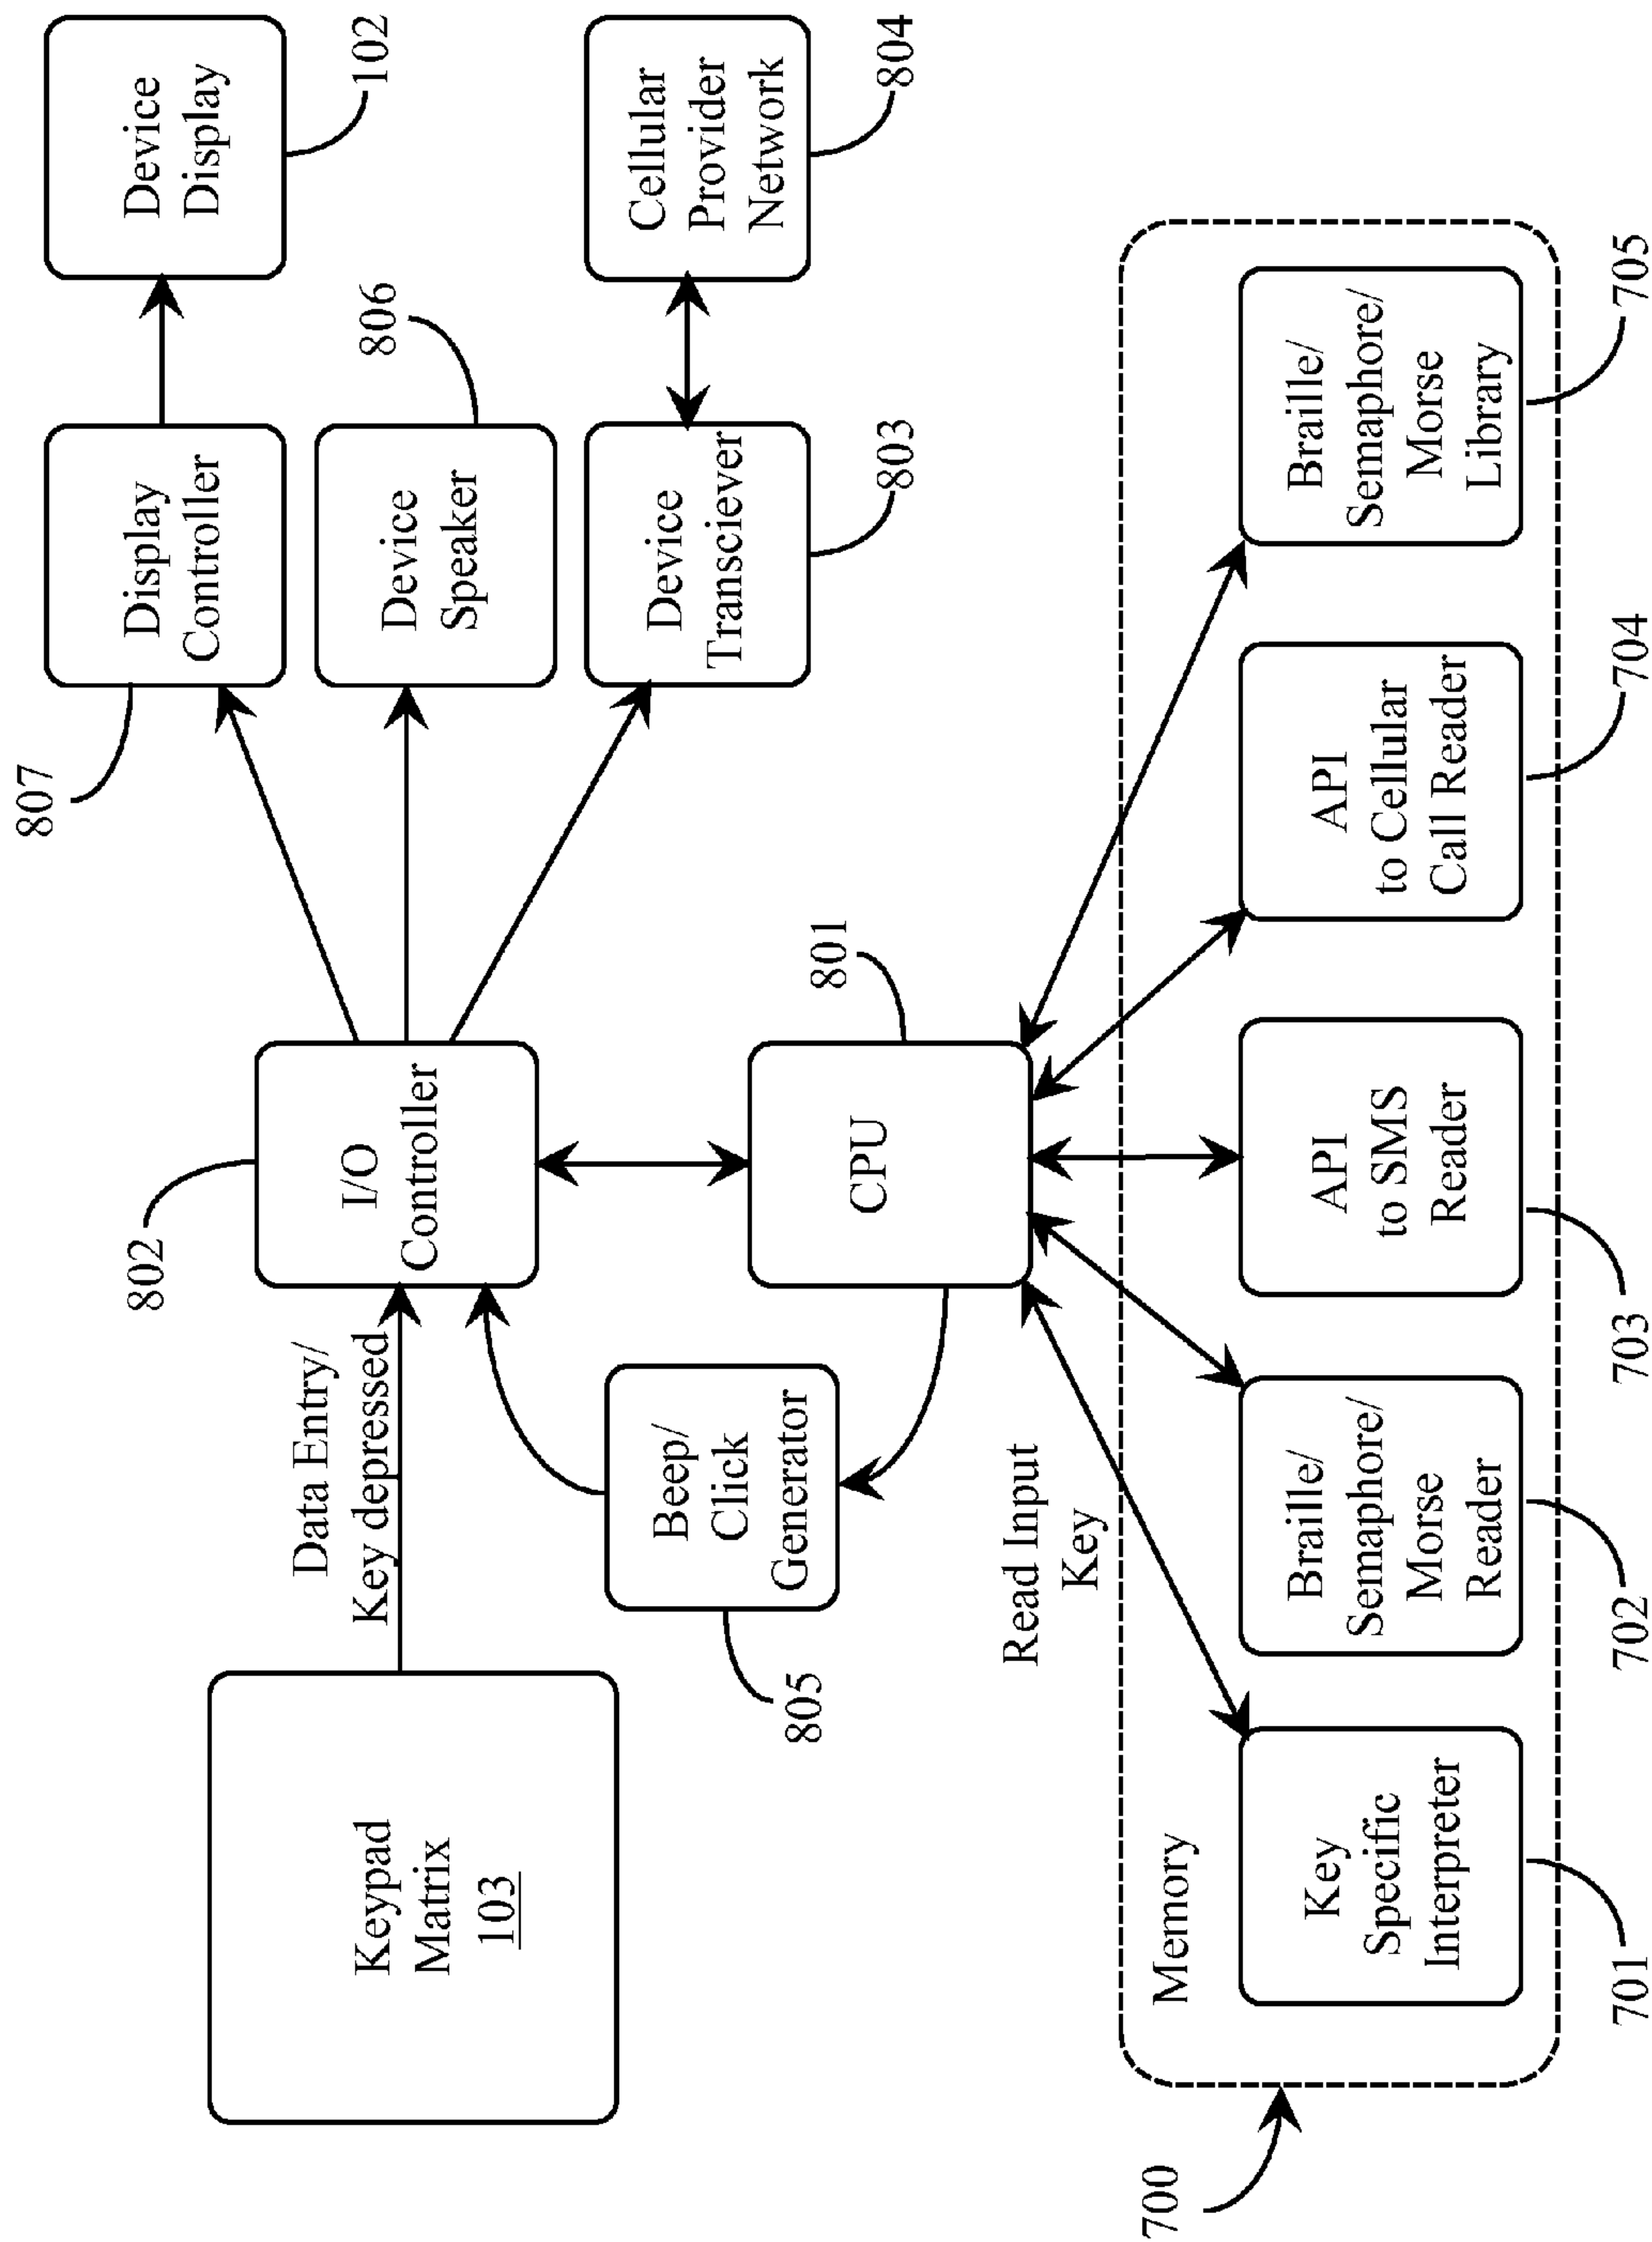 807
Display
Controller
Device
Display
102
802
I/O
Controller
806
Device
Speaker
Data Entry/
Key depressed
Keypad
Matrix
103
Device
Transciever
803
Cellular
Provider
Network
804
Beep/
Click
Generator
805
801
CPU
Read Input
Key
700
Memory
Key
Specific
Interpreter
701
Braille/
Semaphore/
Morse
Reader
702
API
to SMS
Reader
703
API
to Cellular
Call Reader
704
Braille/
Semaphore/
Morse
Library
705